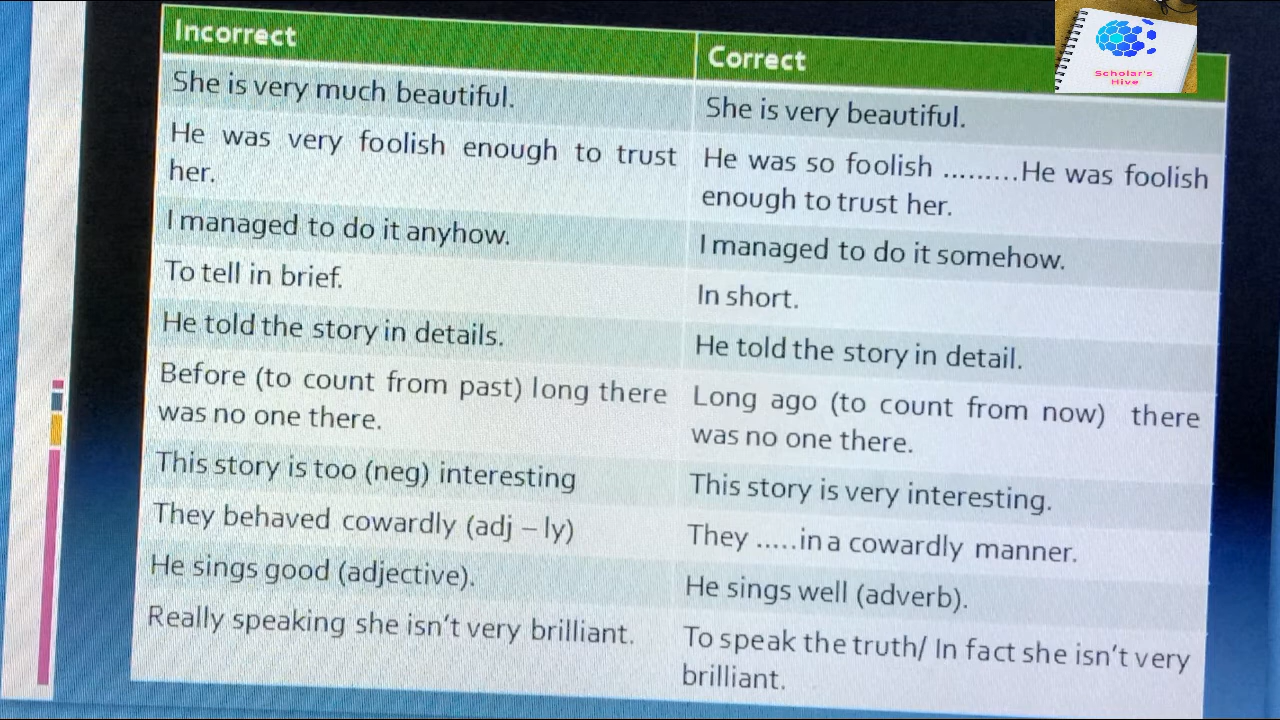 Incorrect
Correct
Scholar's
Hive
She is very much beautiful.
She is very beautiful.
He was very foolish enough to trust
her.
He was so foolish .........He was foolish
enough to trust her.
I managed to do it anyhow.
I managed to do it somehow.
To tell in brief.
In short.
He told the story in details.
He told the story in detail.
Before (to count from past) long there
was no one there.
Long ago (to count from now) there
was no one there.
This story is too (neg) interesting
This story is very interesting.
They behaved cowardly (adj – ly)
They .....in a cowardly manner.
He sings good (adjective).
He sings well (adverb).
Really speaking she isn't very brilliant.
To speak the truth/ In fact she isn't very
brilliant.